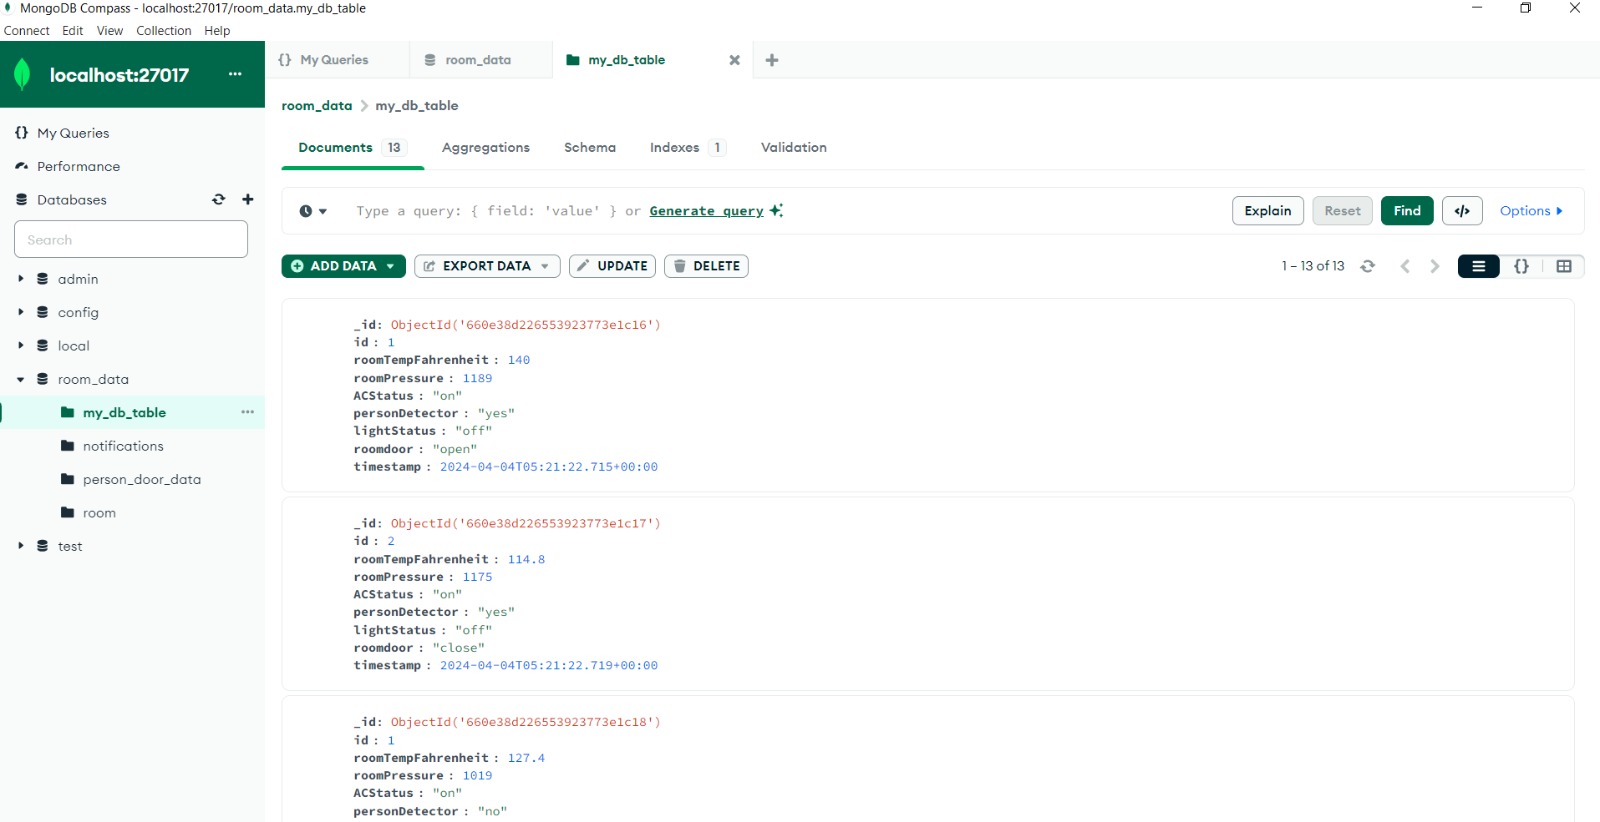 MongoDB Compass - localhost:27017/room_data.my_db_table
Connect Edit View Collection Help
localhost:27017 ...
{} My Queries
Performance
Databases
Search
admin
config
local
room_data
my_db_table ...
notifications
person_door_data
room
test
{} My Queries room_data my_db_table
room_data > my_db_table
Documents 13 Aggregations Schema Indexes 1 Validation
Type a query: { field: 'value' } or Generate query Explain Reset Find </> Options
ADD DATA EXPORT DATA UPDATE DELETE 1 – 13 of 13 {}
_id: ObjectId('660e38d226553923773e1c16')
id : 1
roomTempFahrenheit : 140
roomPressure : 1189
ACStatus : "on"
personDetector : "yes"
lightStatus : "off"
roomdoor : "open"
timestamp : 2024-04-04T05:21:22.715+00:00
_id: ObjectId('660e38d226553923773e1c17')
id : 2
roomTempFahrenheit : 114.8
roomPressure : 1175
ACStatus : "on"
personDetector : "yes"
lightStatus : "off"
roomdoor : "close"
timestamp : 2024-04-04T05:21:22.719+00:00
_id: ObjectId('660e38d226553923773e1c18')
id : 1
roomTempFahrenheit : 127.4
roomPressure : 1019
ACStatus : "on"
personDetector : "no"